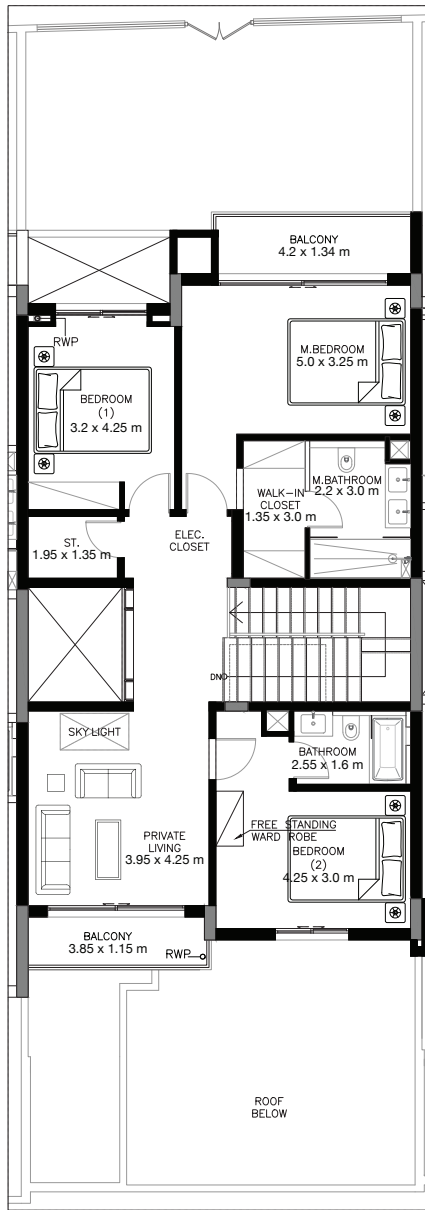 BALCONY
4.2 x 1.34 m
RWP
M.BEDROOM
5.0 x 3.25 m
BEDROOM
(1)
3.2 x 4.25 m
M.BATHROOM
2.2 x 3.0 m
WALK-IN
CLOSET
1.35 x 3.0 m
ST.
1.95 x 1.35 m
ELEC.
CLOSET
DN
SKY LIGHT
BATHROOM
2.55 x 1.6 m
FREE STANDING
WARD ROBE
PRIVATE
LIVING
3.95 x 4.25 m
BEDROOM
(2)
4.25 x 3.0 m
BALCONY
3.85 x 1.15 m
RWP
ROOF
BELOW